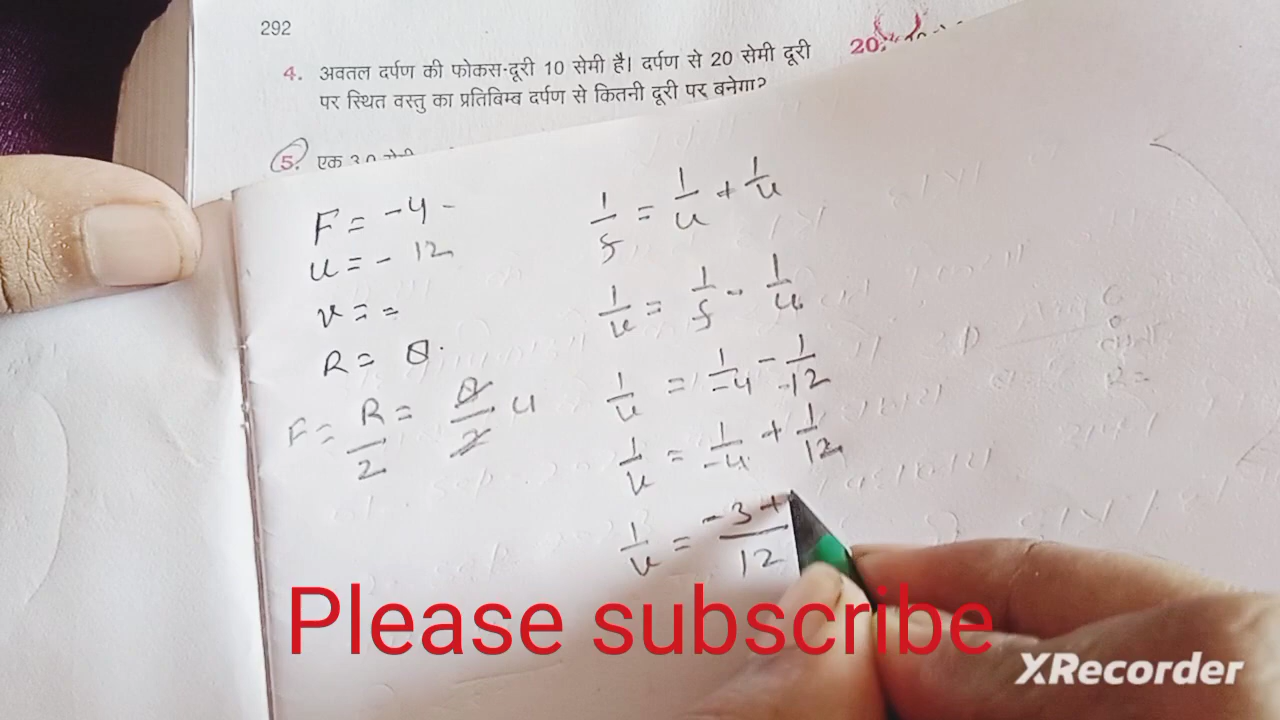 292
4. अवतल दर्पण की फोकस-दूरी 10 सेमी है। दर्पण से 20 सेमी दूरी
पर स्थित वस्तु का प्रतिबिम्ब दर्पण से कितनी दूरी पर बनेगा?
20.
5. एक 30 सेमी
F = -4 -
u = - 12
v = =
R = 8.
F = R/2 = 8/2 4
1/f = 1/u + 1/u
1/u = 1/f - 1/u
1/u = 1/-4 - 1/-12
1/u = 1/-4 + 1/12
1/u = -3+/12
Please subscribe
XRecorder